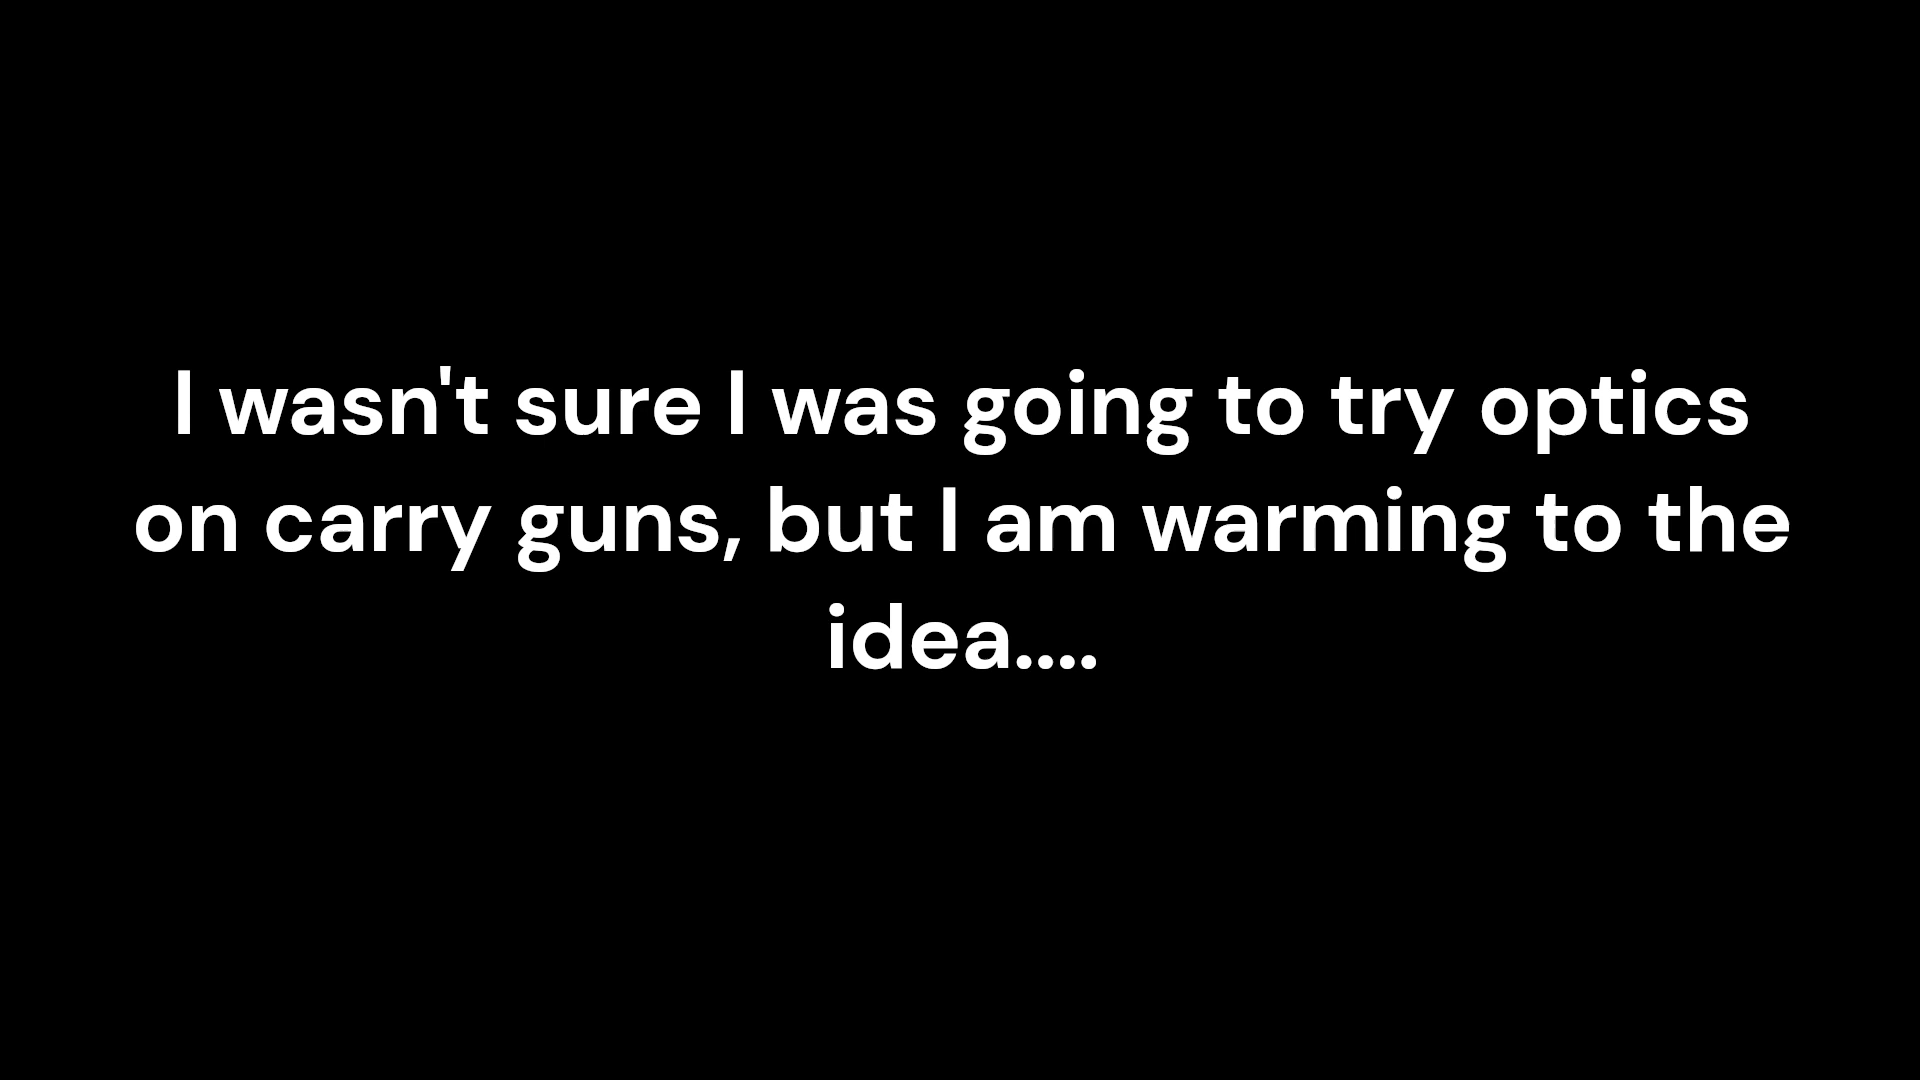 I wasn't sure I was going to try optics
on carry guns, but I am warming to the
idea....